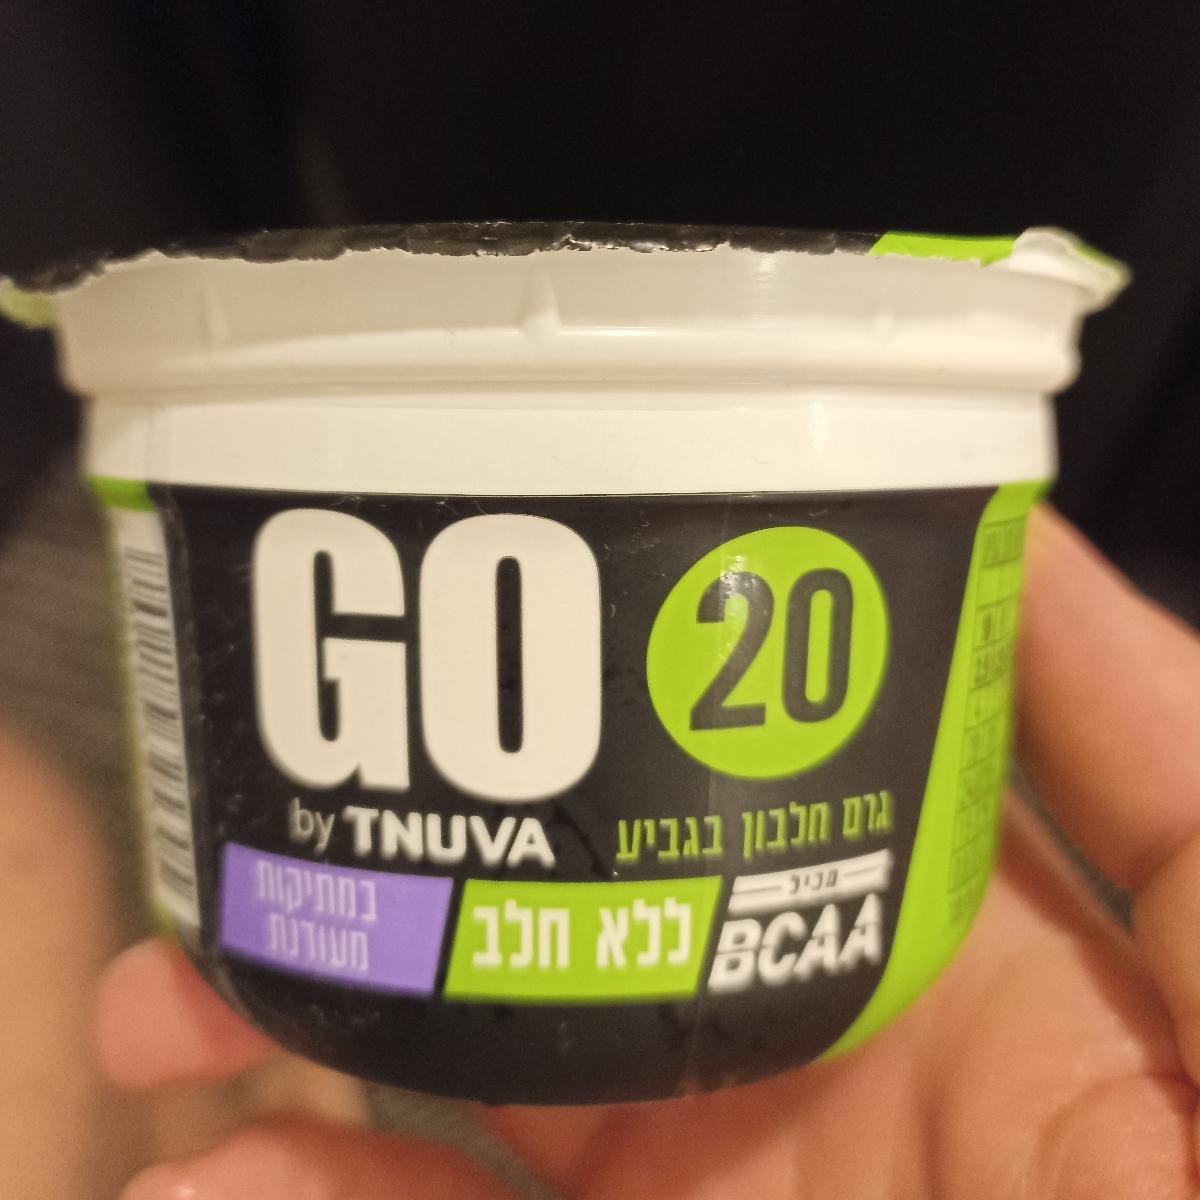 GO
20
by TNUVA
גרם חלבון בגביע
במתיקות
מעודנת
ללא חלב
מכיל
BCAA